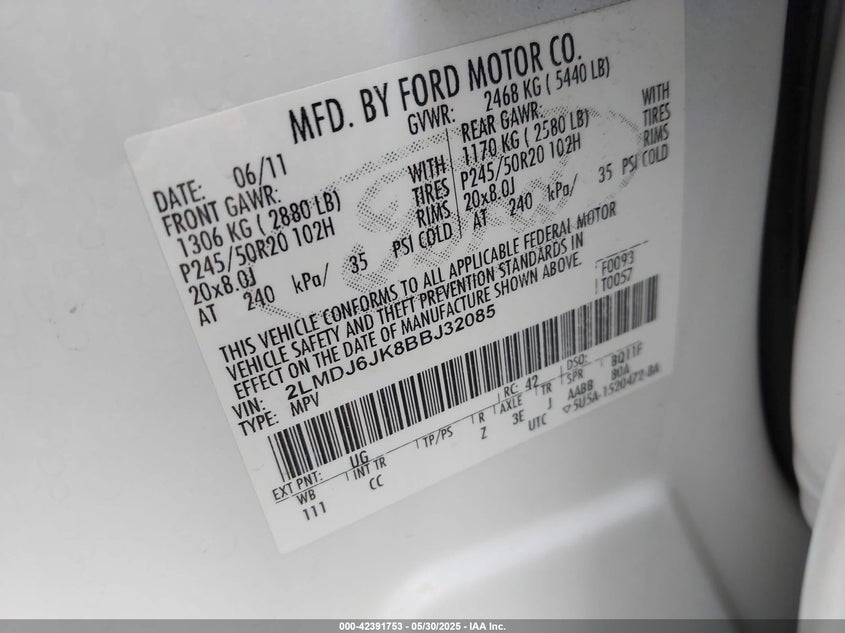 MFD. BY FORD MOTOR CO.
DATE: 06/11
GVWR: 2468 KG ( 5440 LB)
FRONT GAWR:
1306 KG ( 2880 LB)
P245/50R20 102H
20x8.0J
AT 240 kPa/ 35 PSI COLD
WITH
TIRES
RIMS
REAR GAWR:
1170 KG ( 2580 LB)
P245/50R20 102H
20x8.0J
AT 240 kPa/ 35 PSI COLD
WITH
TIRES
RIMS
THIS VEHICLE CONFORMS TO ALL APPLICABLE FEDERAL MOTOR
VEHICLE SAFETY AND THEFT PREVENTION STANDARDS IN
EFFECT ON THE DATE OF MANUFACTURE SHOWN ABOVE.
F0093
T0057
VIN: 2LMDJ6JK8BBJ32085
TYPE: MPV
EXT PNT: UG RC: 42 DSO: 8Q11F
WB INT TR TP/PS R AXLE TR SPR 80A
111 CC Z 3E J AABB
UTC 5U5A-1520472-BA
000-42391753 — 05/30/2025 — IAA Inc.